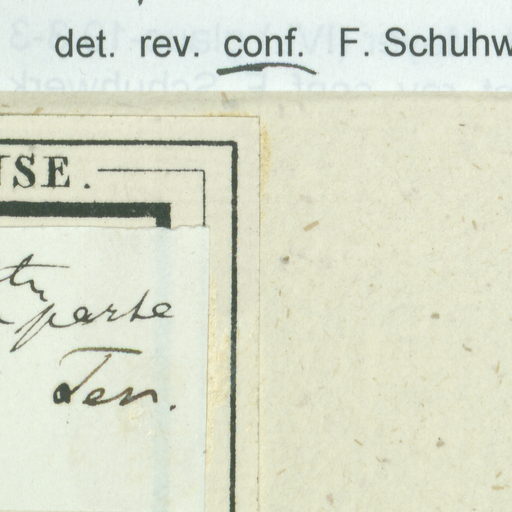 det. rev. conf. F. Schuhw
USE.
parte
Ten.